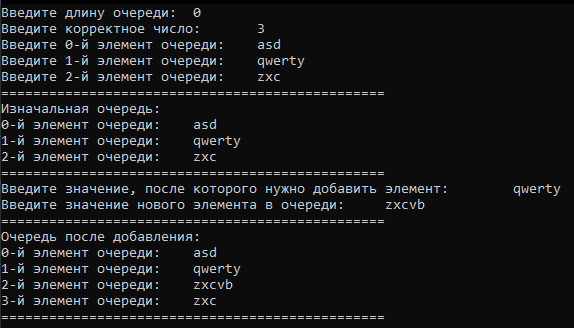 Введите длину очереди:  0
Введите корректное число:       3
Введите 0-й элемент очереди:    asd
Введите 1-й элемент очереди:    qwerty
Введите 2-й элемент очереди:    zxc
================================================
Изначальная очередь:
0-й элемент очереди:    asd
1-й элемент очереди:    qwerty
2-й элемент очереди:    zxc
================================================
Введите значение, после которого нужно добавить элемент:        qwerty
Введите значение нового элемента в очереди:     zxcvb
================================================
Очередь после добавления:
0-й элемент очереди:    asd
1-й элемент очереди:    qwerty
2-й элемент очереди:    zxcvb
3-й элемент очереди:    zxc
================================================